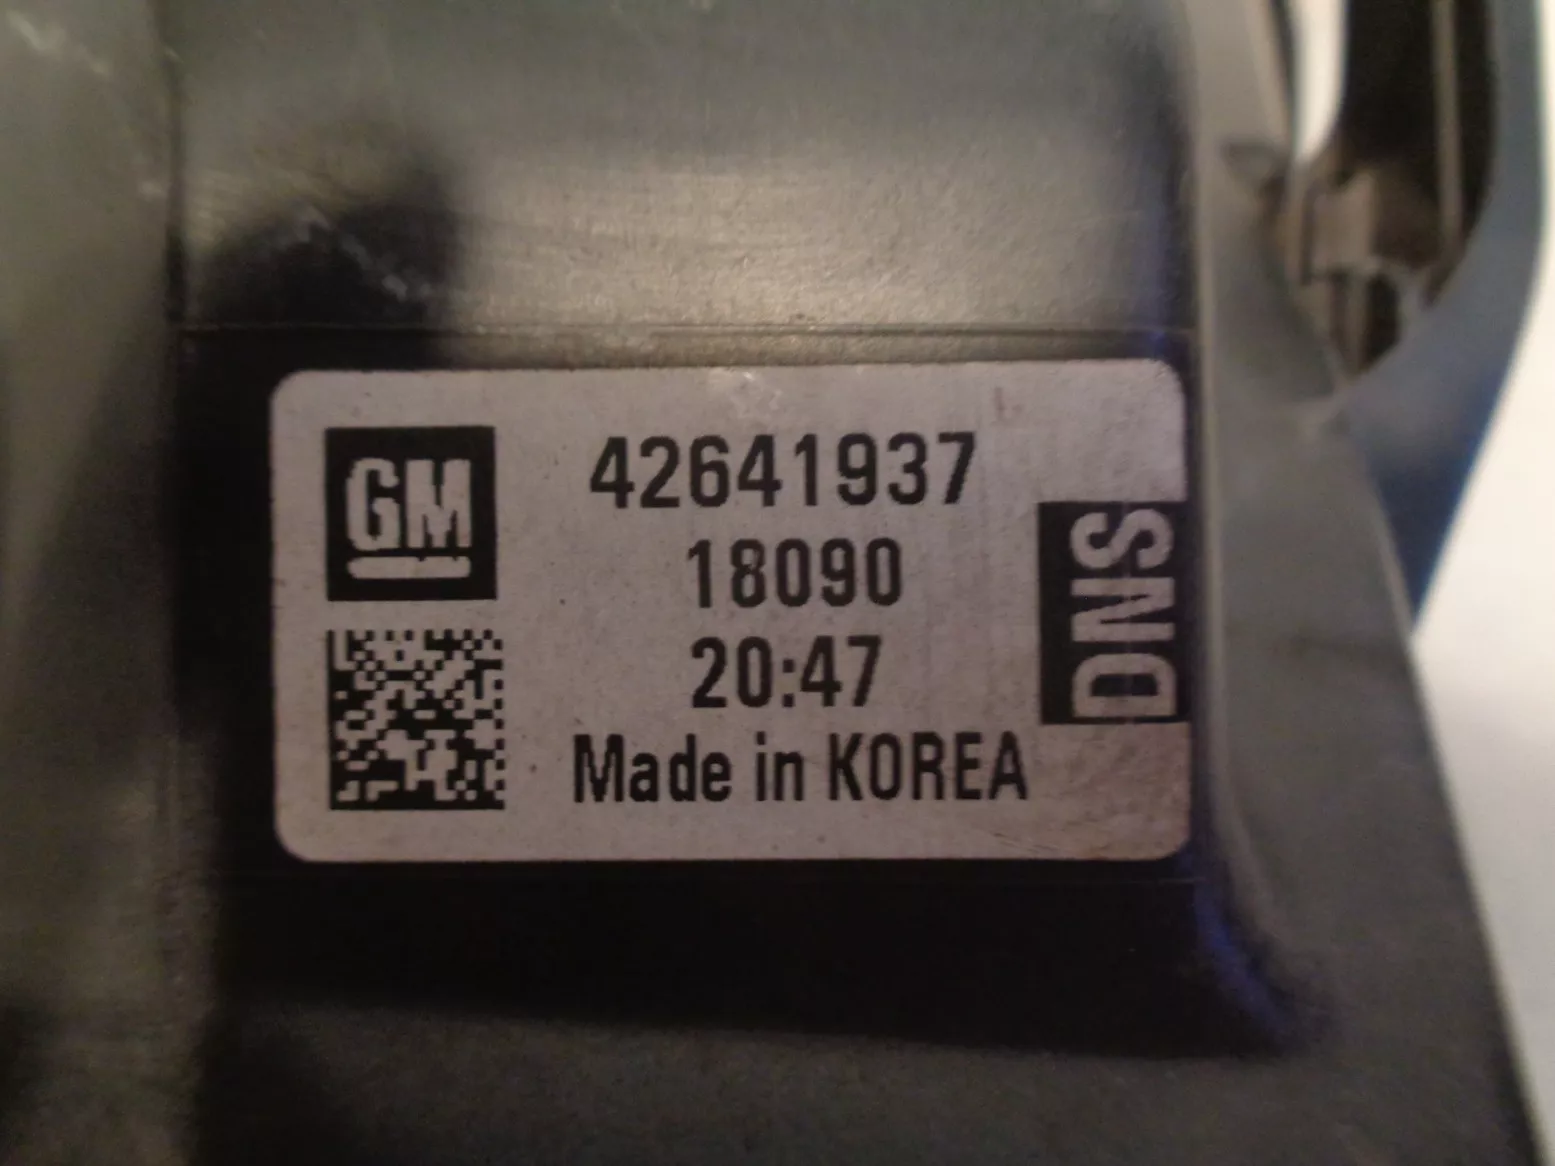 GM
42641937
18090
20:47
Made in KOREA
DNS